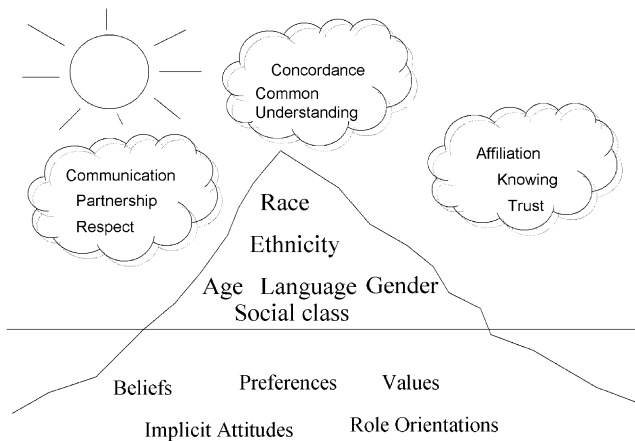 Concordance
Common
Understanding
Communication
Partnership
Respect
Affiliation
Knowing
Trust
Race
Ethnicity
Age Language Gender
Social class
Beliefs Preferences Values
Implicit Attitudes Role Orientations